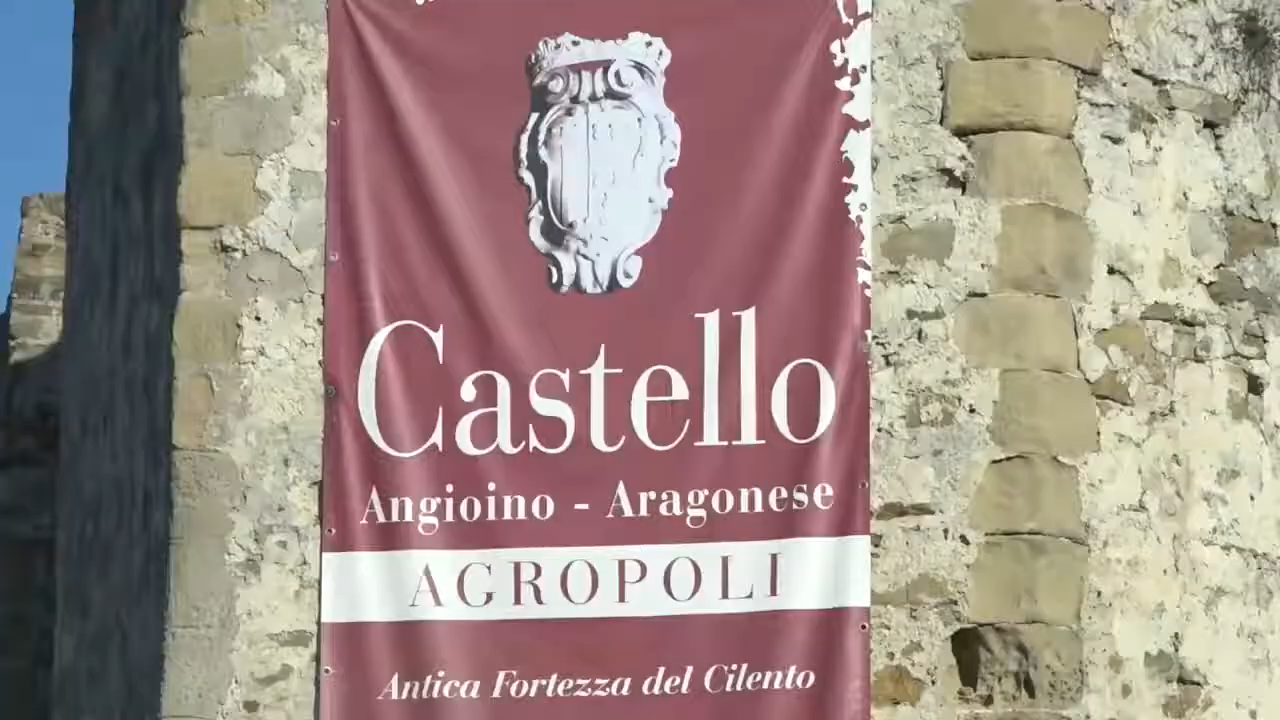 Castello
Angioino - Aragonese
AGROPOLI
Antica Fortezza del Cilento